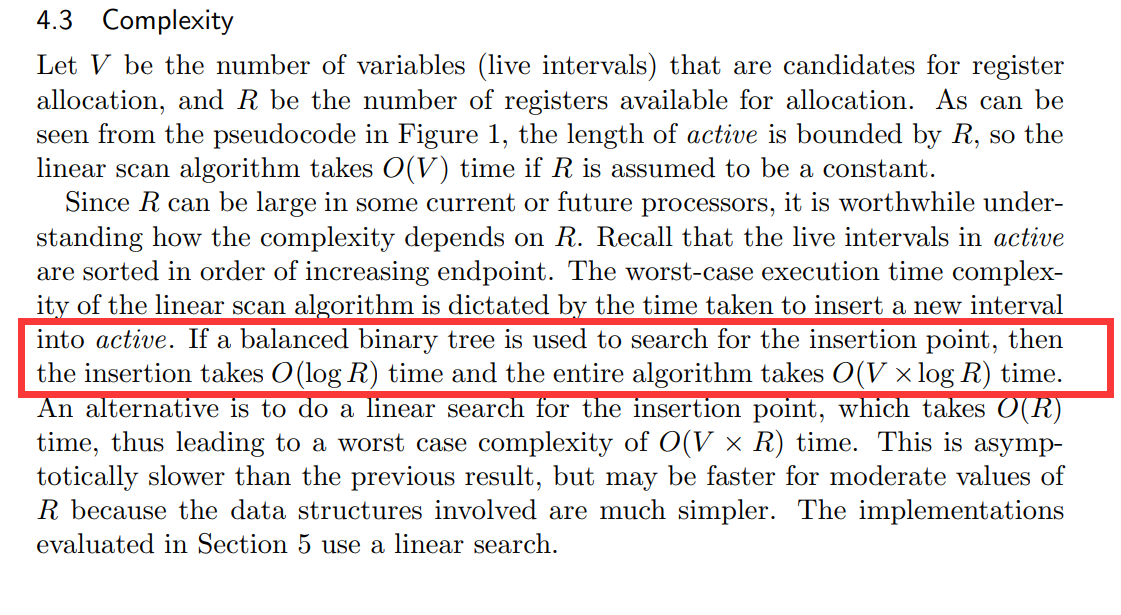 4.3 Complexity
Let V be the number of variables (live intervals) that are candidates for register
allocation, and R be the number of registers available for allocation. As can be
seen from the pseudocode in Figure 1, the length of active is bounded by R, so the
linear scan algorithm takes O(V) time if R is assumed to be a constant.
Since R can be large in some current or future processors, it is worthwhile under-
standing how the complexity depends on R. Recall that the live intervals in active
are sorted in order of increasing endpoint. The worst-case execution time complex-
ity of the linear scan algorithm is dictated by the time taken to insert a new interval
into active. If a balanced binary tree is used to search for the insertion point, then
the insertion takes O(log R) time and the entire algorithm takes O(V × log R) time.
An alternative is to do a linear search for the insertion point, which takes O(R)
time, thus leading to a worst case complexity of O(V × R) time. This is asymp-
totically slower than the previous result, but may be faster for moderate values of
R because the data structures involved are much simpler. The implementations
evaluated in Section 5 use a linear search.